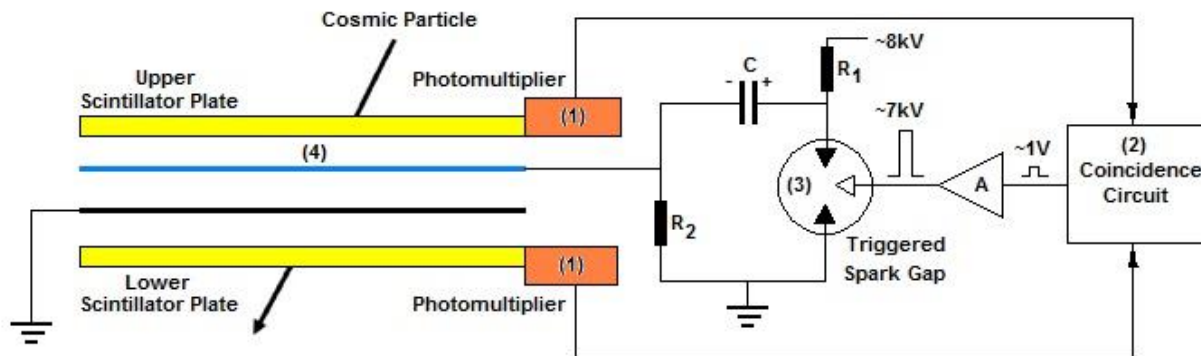 Cosmic Particle
Upper
Scintillator Plate
Photomultiplier
(1)
(4)
- C +
R1
~8kV
~7kV
(3)
A
~1V
(2)
Coincidence
Circuit
R2
Triggered
Spark Gap
(1)
Lower
Scintillator Plate
Photomultiplier